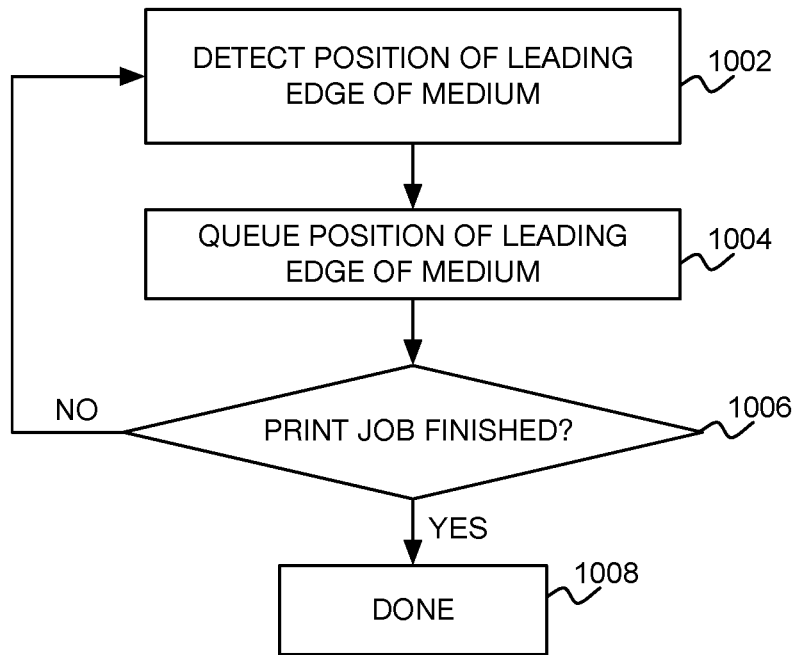 DETECT POSITION OF LEADING
EDGE OF MEDIUM
1002
QUEUE POSITION OF LEADING
EDGE OF MEDIUM
1004
PRINT JOB FINISHED?
1006
NO
YES
DONE
1008